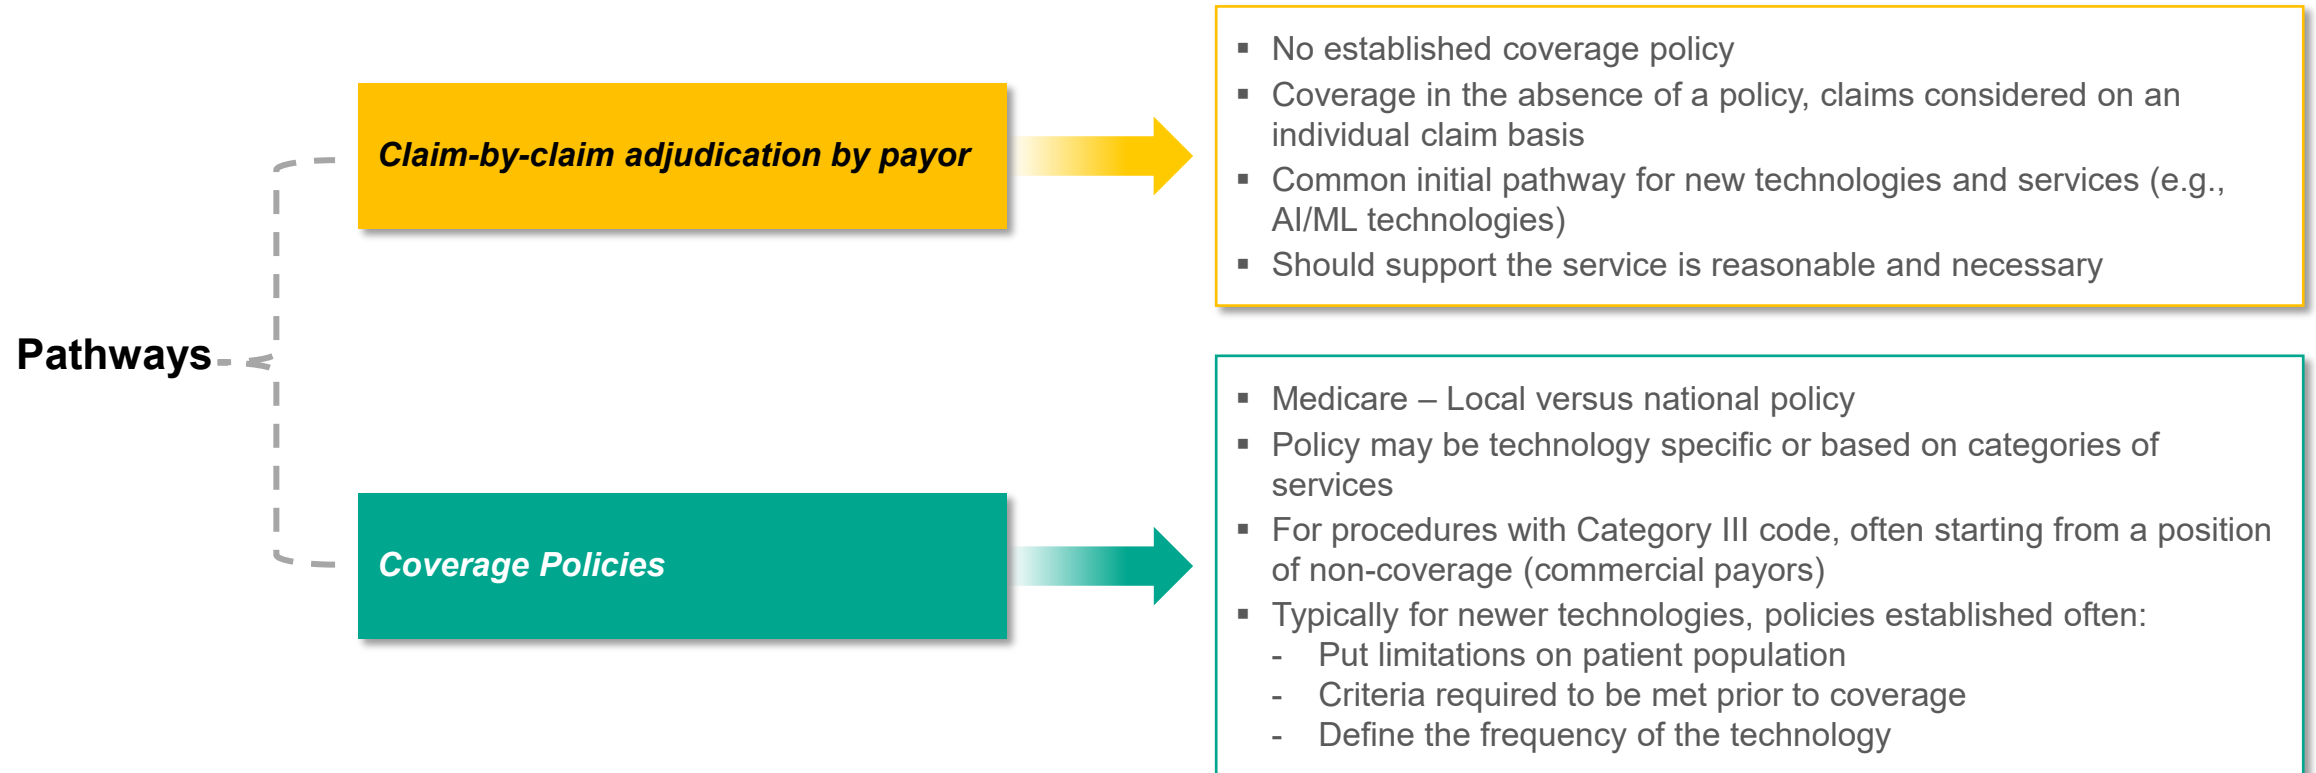 Pathways
Claim-by-claim adjudication by payor
▪ No established coverage policy
▪ Coverage in the absence of a policy, claims considered on an
individual claim basis
▪ Common initial pathway for new technologies and services (e.g.,
AI/ML technologies)
▪ Should support the service is reasonable and necessary
Coverage Policies
▪ Medicare – Local versus national policy
▪ Policy may be technology specific or based on categories of
services
▪ For procedures with Category III code, often starting from a position
of non-coverage (commercial payors)
▪ Typically for newer technologies, policies established often:
- Put limitations on patient population
- Criteria required to be met prior to coverage
- Define the frequency of the technology